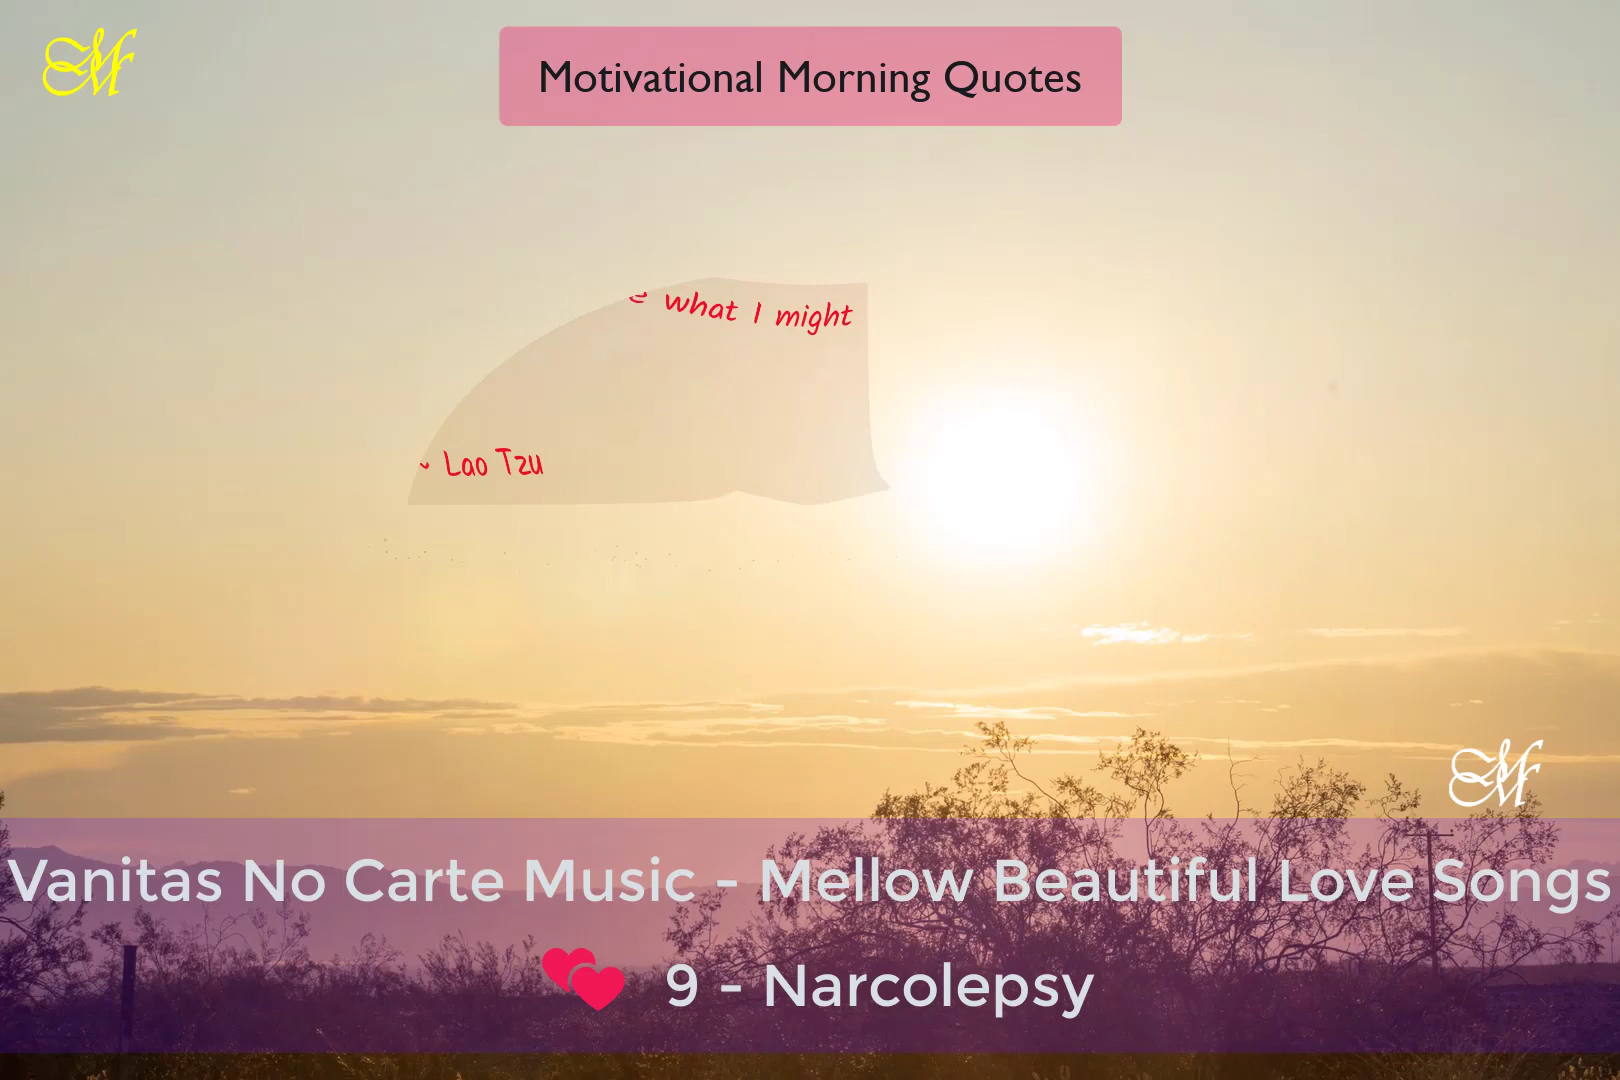 Motivational Morning Quotes
what I might
~ Lao Tzu
Vanitas No Carte Music - Mellow Beautiful Love Songs
9 - Narcolepsy